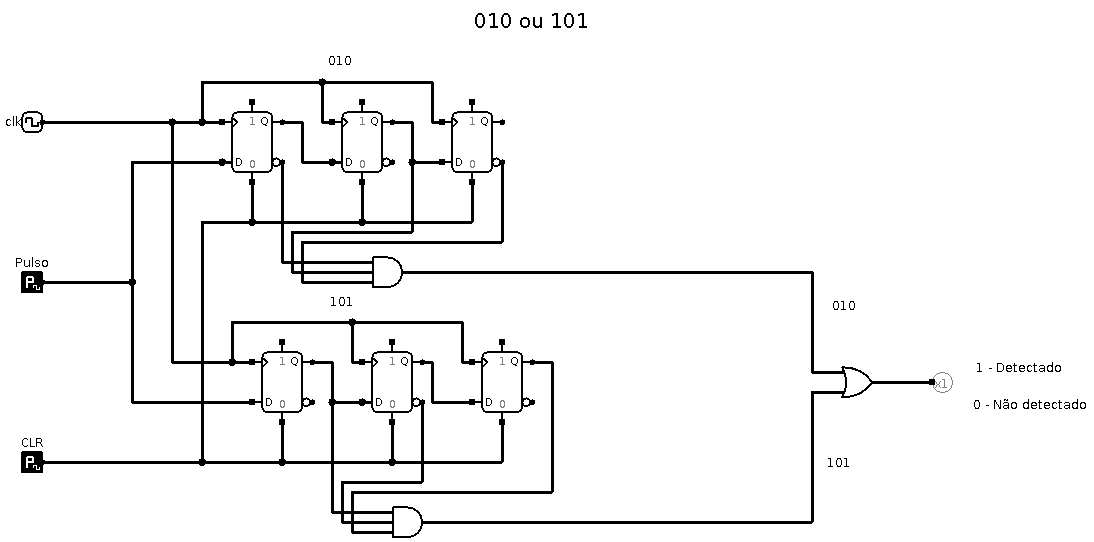 010 ou 101
010
clk
1 Q 1 Q 1 Q
D 0 D 0 D 0
Pulso
P
101
010
1 Q 1 Q 1 Q
1 - Detectado
x1
D 0 D 0 D 0
0 - Não detectado
CLR
P
101